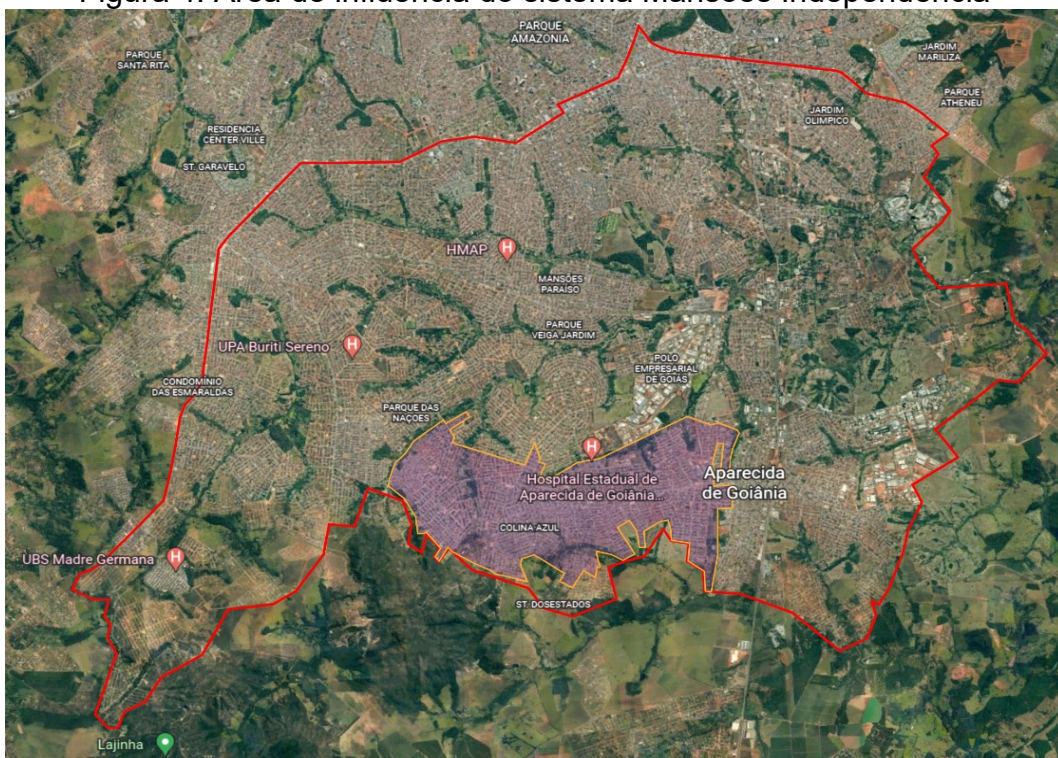 Figura 4. Área de influência do sistema Mansões Independência
PARQUE
AMAZONIA
PARQUE
SANTA RITA
JARDIM
MARILIZA
PARQUE
ATHENEU
JARDIM
OLIMPICO
RESIDENCIA
CENTER VILLE
ST. GARAVELO
HMAP
H
MANSÕES
PARAISO
PARQUE
VEIGA JARDIM
UPA Buriti Sereno
H
POLO
EMPRESARIAL
DE GOIÁS
CONDOMINIO
DAS ESMARALDAS
PARQUE DAS
NAÇOES
H
Hospital Estadual de
Aparecida de Goiânia...
Aparecida
de Goiânia
COLINA AZUL
UBS Madre Germana
H
ST. DOSESTADOS
Lajinha